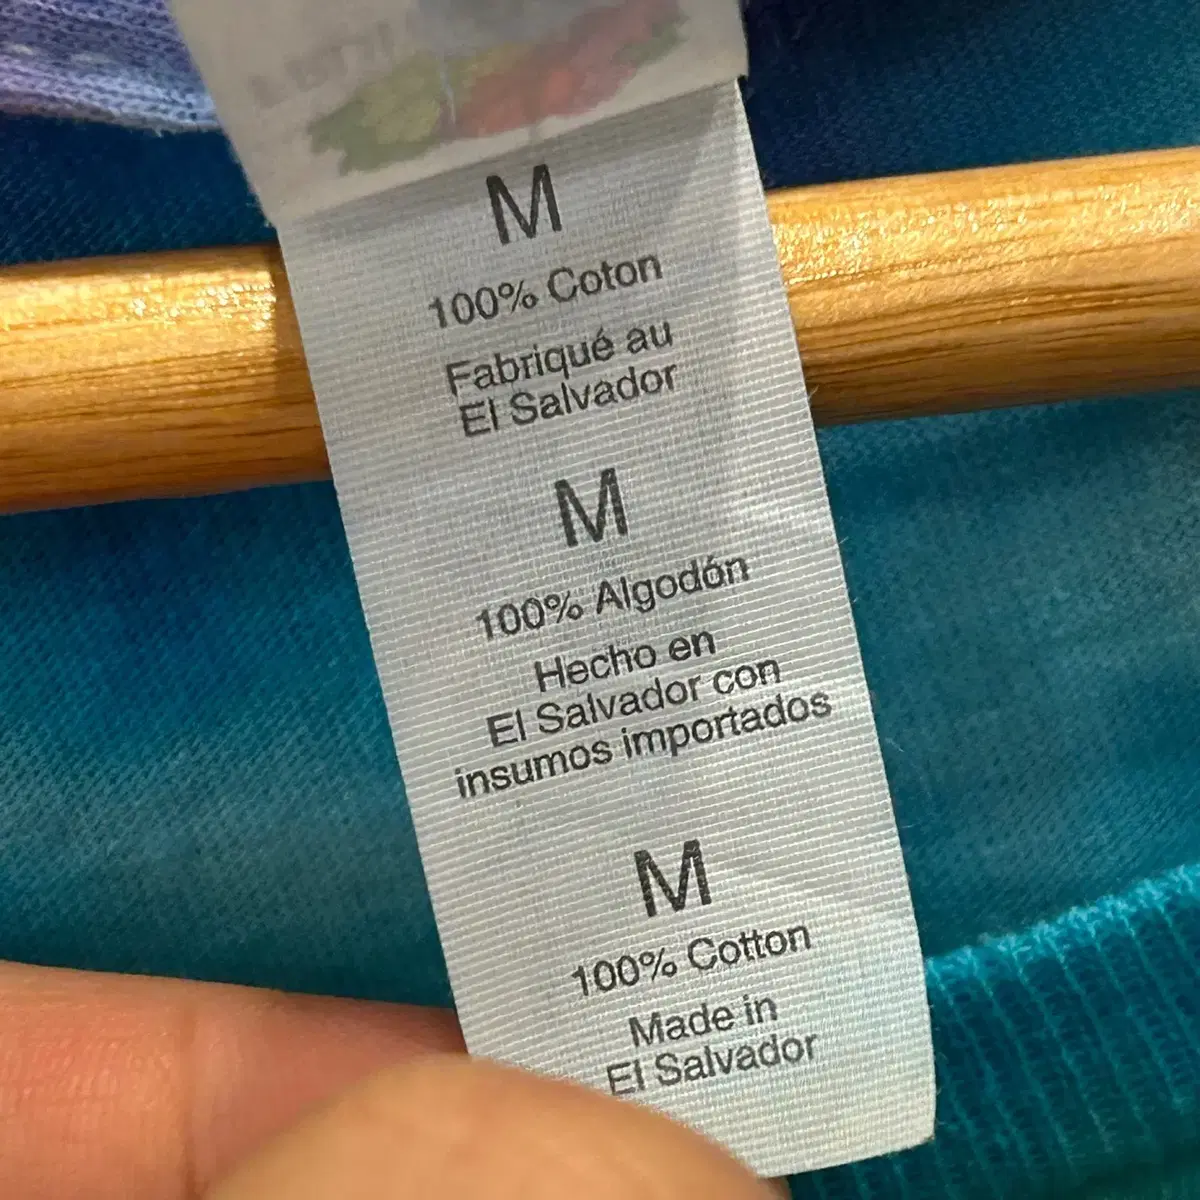 M
100% Coton
Fabriqué au
El Salvador
M
100% Algodón
Hecho en
El Salvador con
insumos importados
M
100% Cotton
Made in
El Salvador